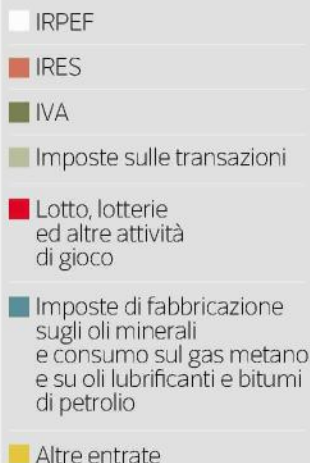 IRPEF
IRES
IVA
Imposte sulle transazioni
Lotto, lotterie
ed altre attività
di gioco
Imposte di fabbricazione
sugli oli minerali
e consumo sul gas metano
e su oli lubrificanti e bitumi
di petrolio
Altre entrate